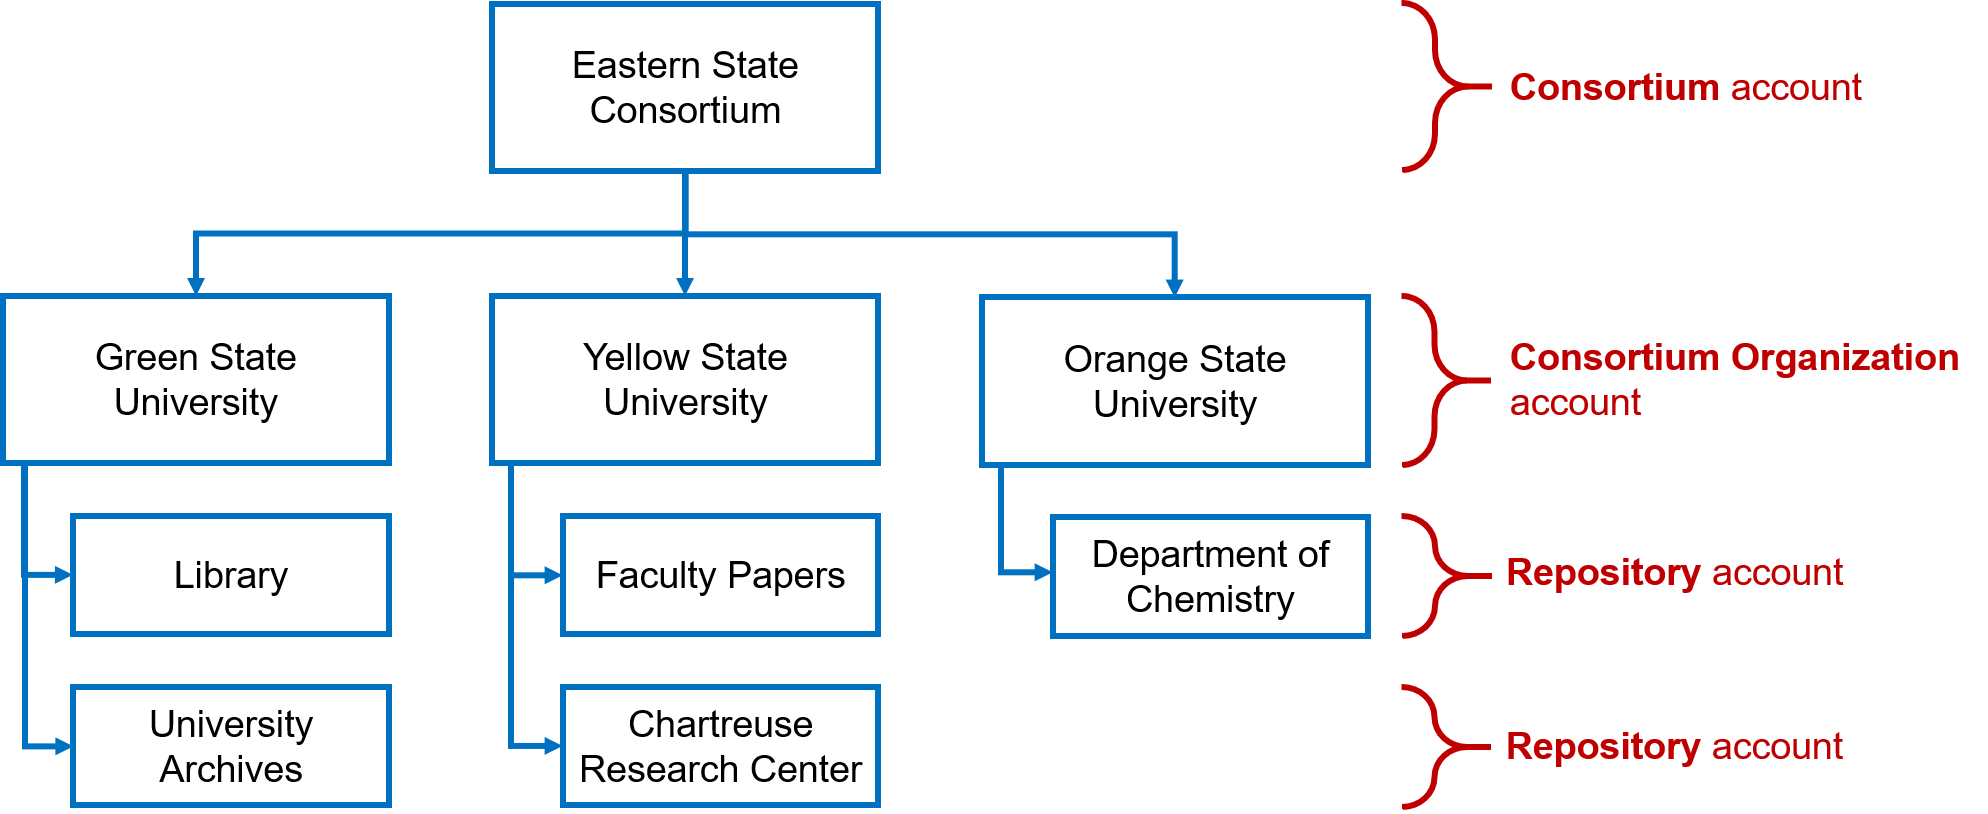 Eastern State
Consortium
Consortium account
Green State
University
Yellow State
University
Orange State
University
Consortium Organization
account
Library
Faculty Papers
Department of
Chemistry
Repository account
University
Archives
Chartreuse
Research Center
Repository account